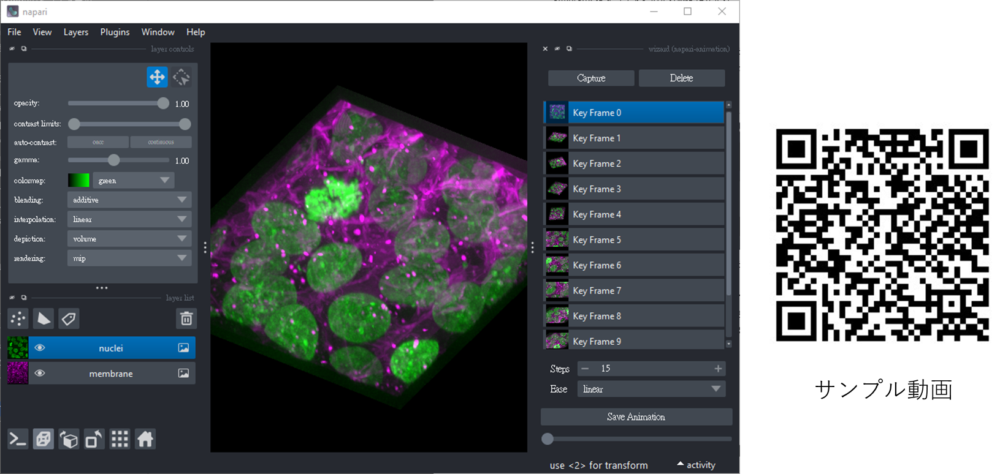 napari
File View Layers Plugins Window Help
layer controls
opacity: 1.00
contrast limits:
auto-contrast: once continuous
gamma: 1.00
colormap: green
blending: additive
interpolation: linear
depiction: volume
rendering: mip
layer list
nuclei
membrane
wizard (napari-animation)
Capture Delete
Key Frame 0
Key Frame 1
Key Frame 2
Key Frame 3
Key Frame 4
Key Frame 5
Key Frame 6
Key Frame 7
Key Frame 8
Key Frame 9
Steps 15
Ease linear
Save Animation
use <2> for transform activity
サンプル動画